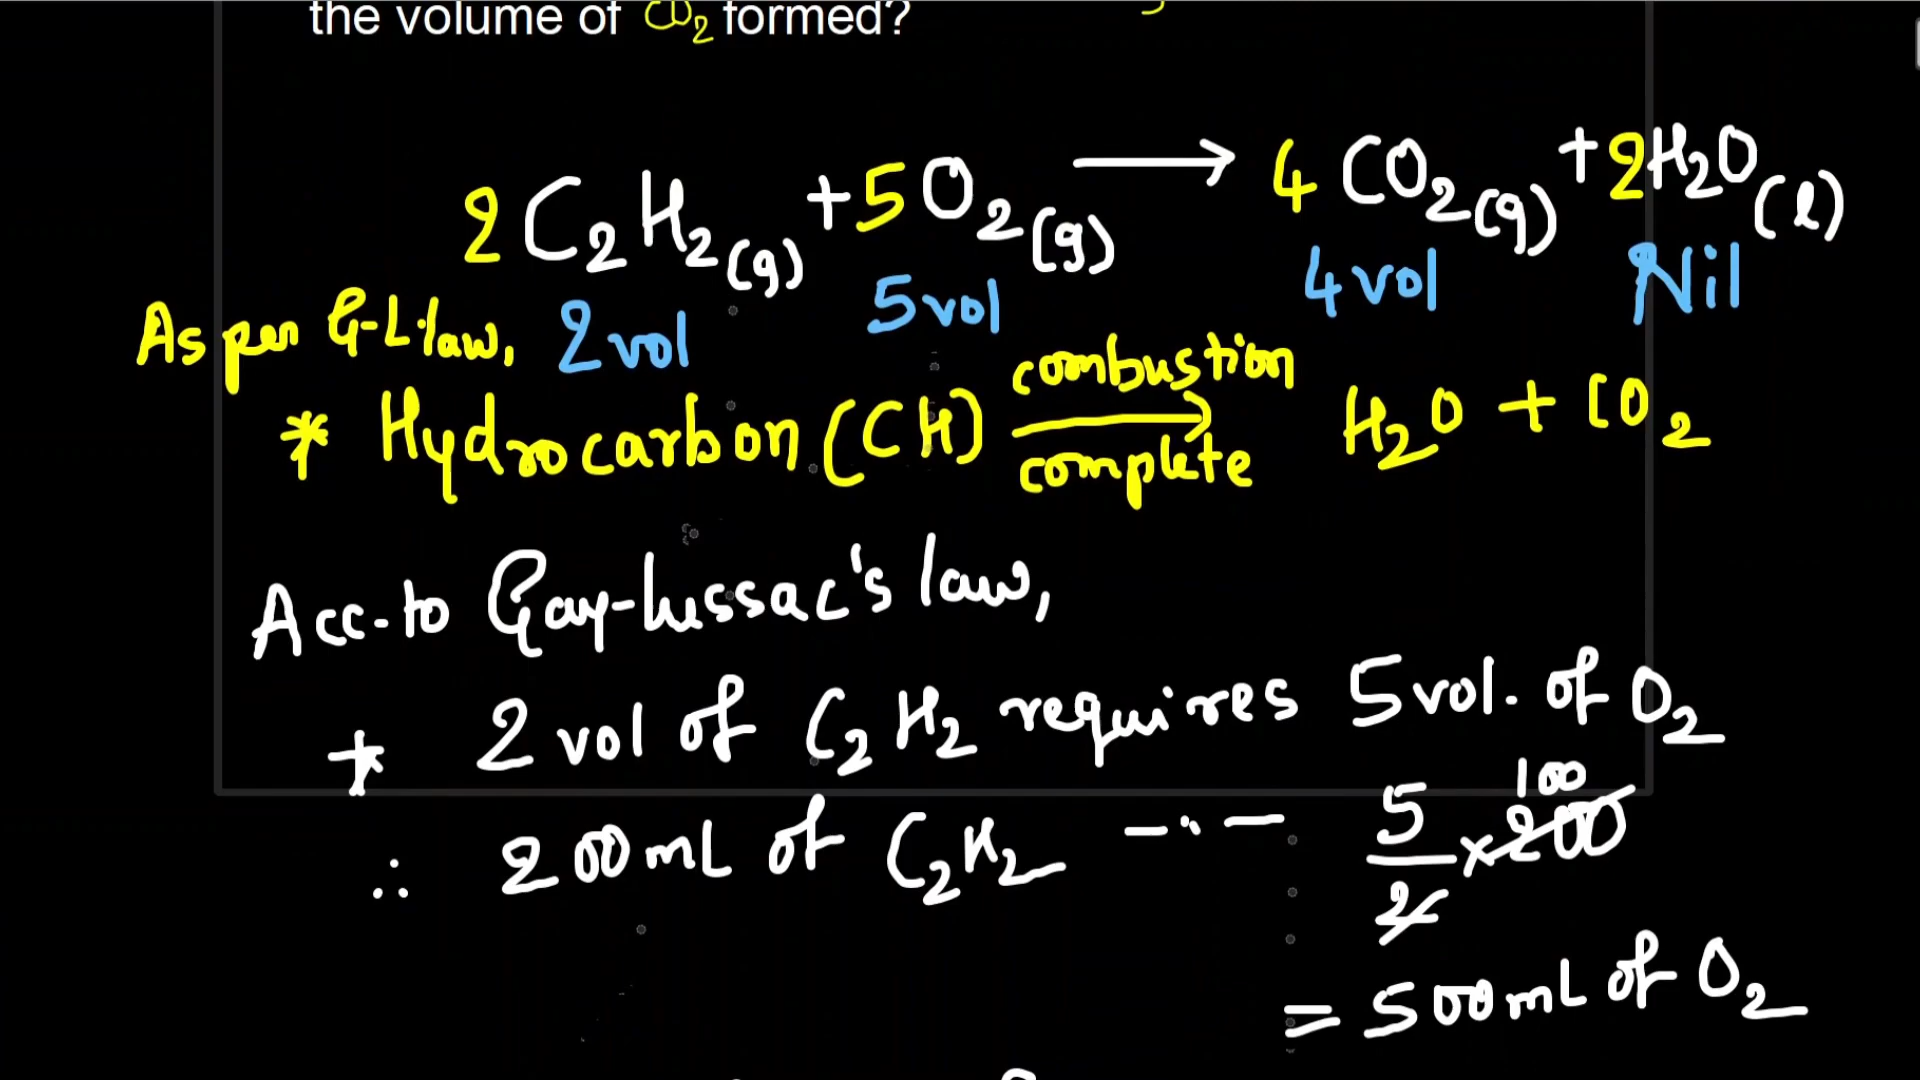 the volume of CO2 formed?
2C2H2(g) + 5O2(g) → 4CO2(g) + 2H2O(l)
As per G-L law, 2 vol 5 vol 4 vol Nil
combustion
* Hydrocarbon (CH) → H2O + CO2
complete
Acc. to Gay-lussac's law,
* 2 vol of C2H2 requires 5 vol. of O2
100
∴ 200 mL of C2H2 -"- 5/2 × 200
= 500 mL of O2